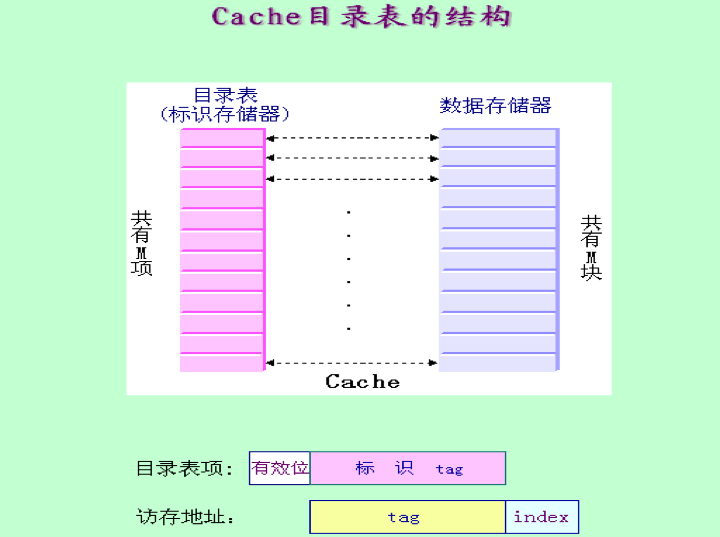 Cache目录表的结构
目录表
(标识存储器)
数据存储器
共有M项
共有M块
Cache
目录表项:
有效位
标 识 tag
访存地址:
tag
index